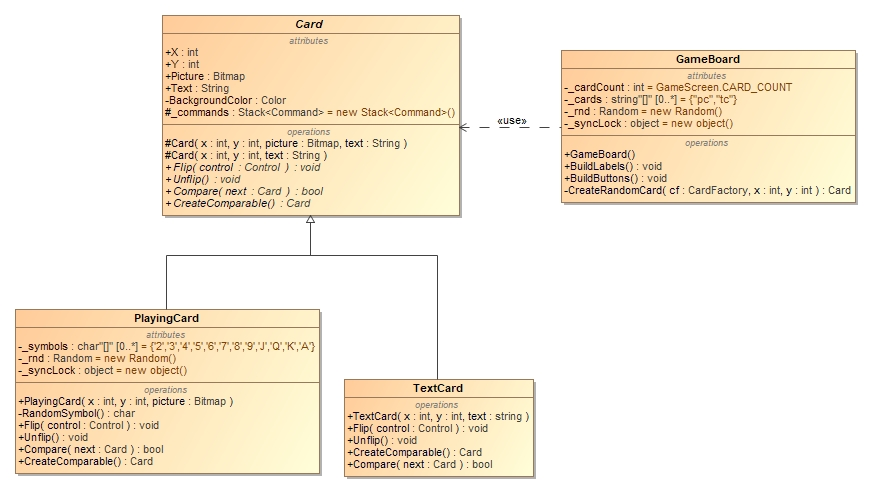 Card
attributes
+X : int
+Y : int
+Picture : Bitmap
+Text : String
-BackgroundColor : Color
#_commands : Stack<Command> = new Stack<Command>()
operations
#Card( x : int, y : int, picture : Bitmap, text : String )
#Card( x : int, y : int, text : String )
+Flip( control : Control ) : void
+Unflip() : void
+Compare( next : Card ) : bool
+CreateComparable() : Card
«use»
GameBoard
attributes
-_cardCount : int = GameScreen.CARD_COUNT
-_cards : string"[]" [0..*] = {"pc","tc"}
-_rnd : Random = new Random()
-_syncLock : object = new object()
operations
+GameBoard()
+BuildLabels() : void
+BuildButtons() : void
-CreateRandomCard( cf : CardFactory, x : int, y : int ) : Card
PlayingCard
attributes
-_symbols : char"[]" [0..*] = {'2','3','4','5','6','7','8','9','J','Q','K','A'}
-_rnd : Random = new Random()
-_syncLock : object = new object()
operations
+PlayingCard( x : int, y : int, picture : Bitmap )
-RandomSymbol() : char
+Flip( control : Control ) : void
+Unflip() : void
+Compare( next : Card ) : bool
+CreateComparable() : Card
TextCard
operations
+TextCard( x : int, y : int, text : string )
+Flip( control : Control ) : void
+Unflip() : void
+CreateComparable() : Card
+Compare( next : Card ) : bool